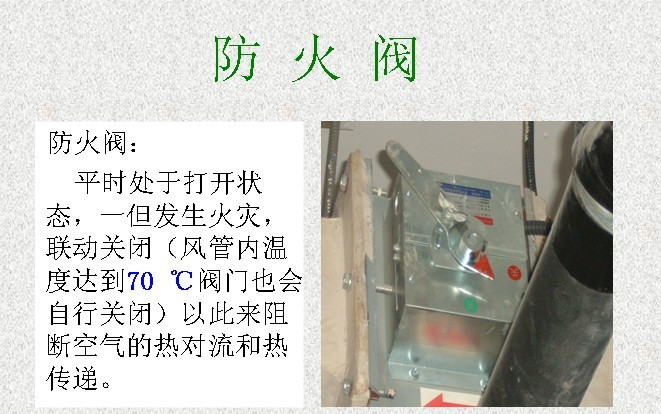 防火阀
防火阀：
平时处于打开状
态，一但发生火灾，
联动关闭（风管内温
度达到70 ℃阀门也会
自行关闭）以此来阻
断空气的热对流和热
传递。